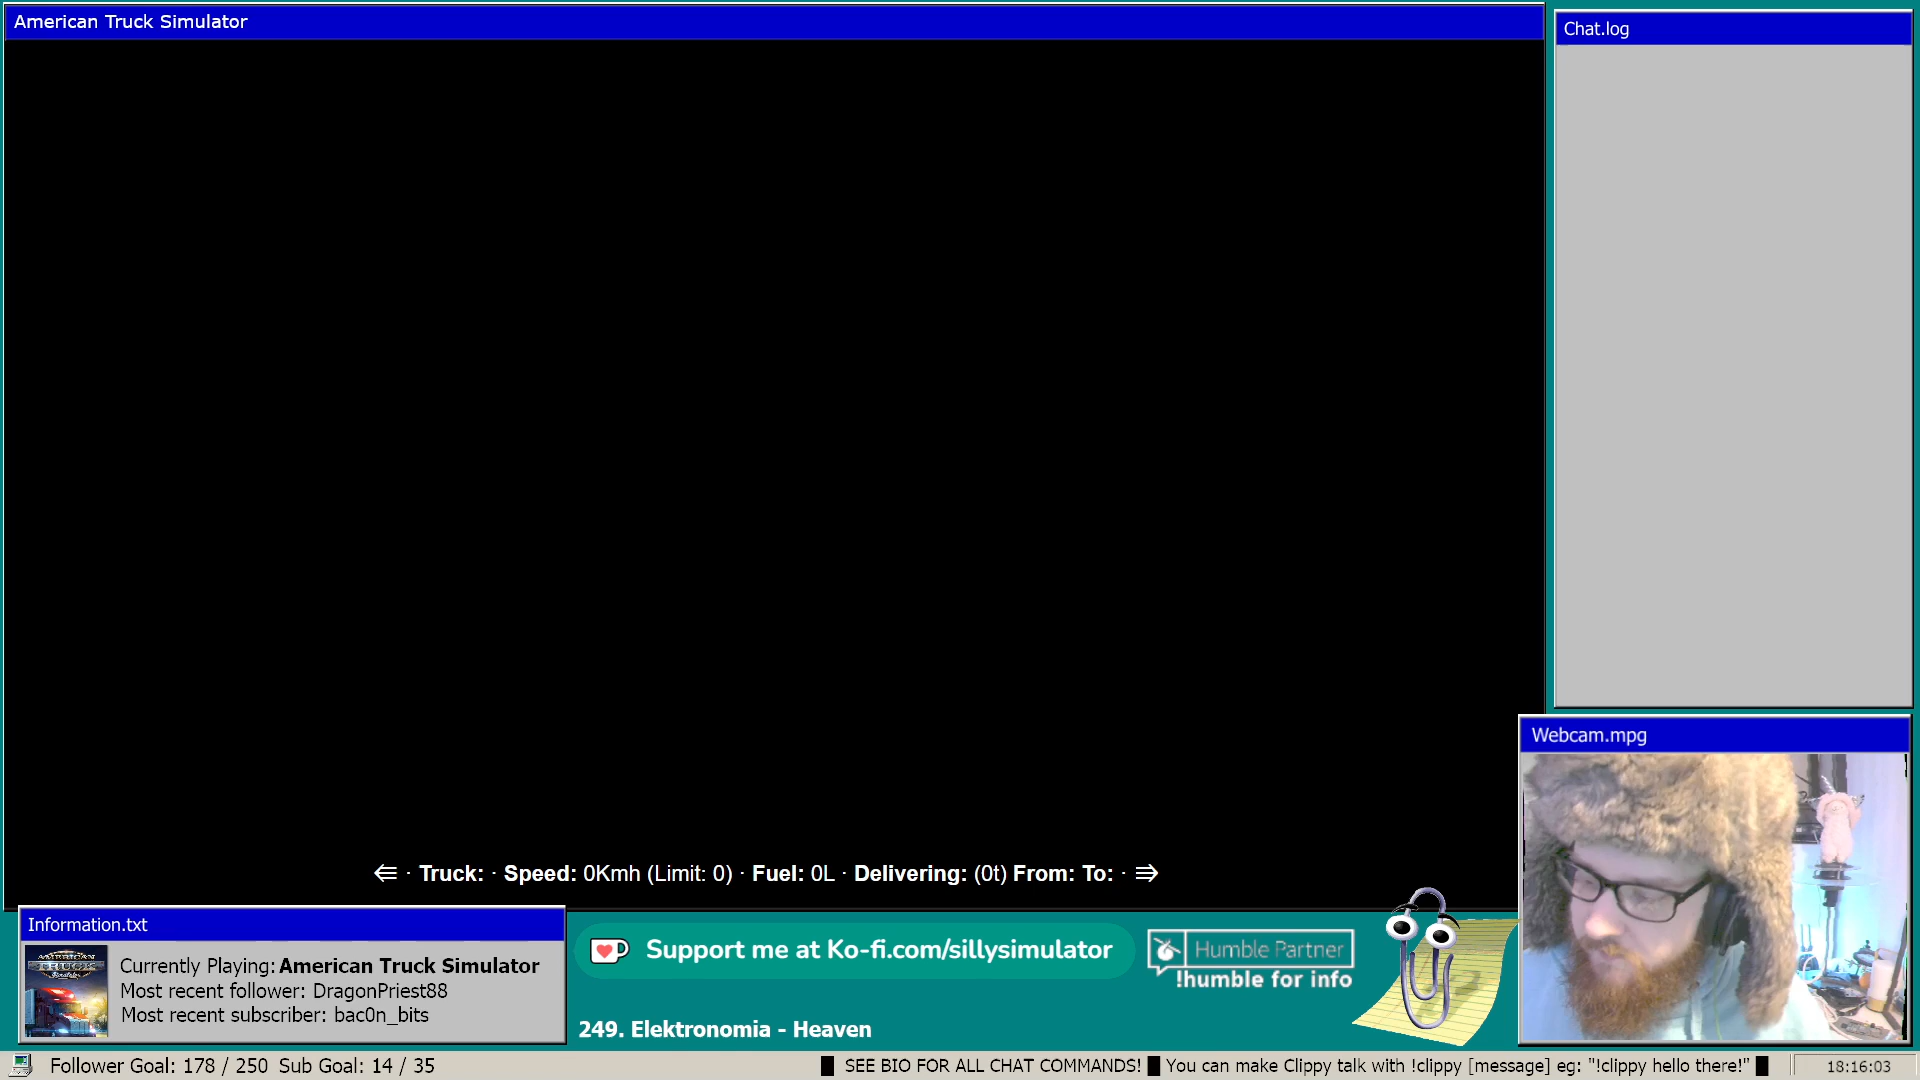 American Truck Simulator
Chat.log
Webcam.mpg
⇐ · Truck: · Speed: 0Kmh (Limit: 0) · Fuel: 0L · Delivering: (0t) From: To: · ⇒
Information.txt
AMERICAN
TRUCK
Simulator
Currently Playing: American Truck Simulator
Most recent follower: DragonPriest88
Most recent subscriber: bac0n_bits
Support me at Ko-fi.com/sillysimulator
Humble Partner
!humble for info
249. Elektronomia - Heaven
Follower Goal: 178 / 250 Sub Goal: 14 / 35
█ SEE BIO FOR ALL CHAT COMMANDS! █ You can make Clippy talk with !clippy [message] eg: "!clippy hello there!" █
18:16:03